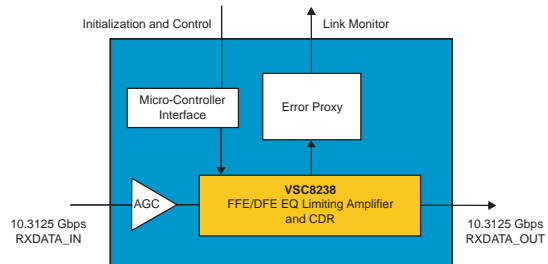 Initialization and Control
Link Monitor
Micro-Controller
Interface
Error Proxy
VSC8238
FFE/DFE EQ Limiting Amplifier
and CDR
AGC
10.3125 Gbps
RXDATA_IN
10.3125 Gbps
RXDATA_OUT